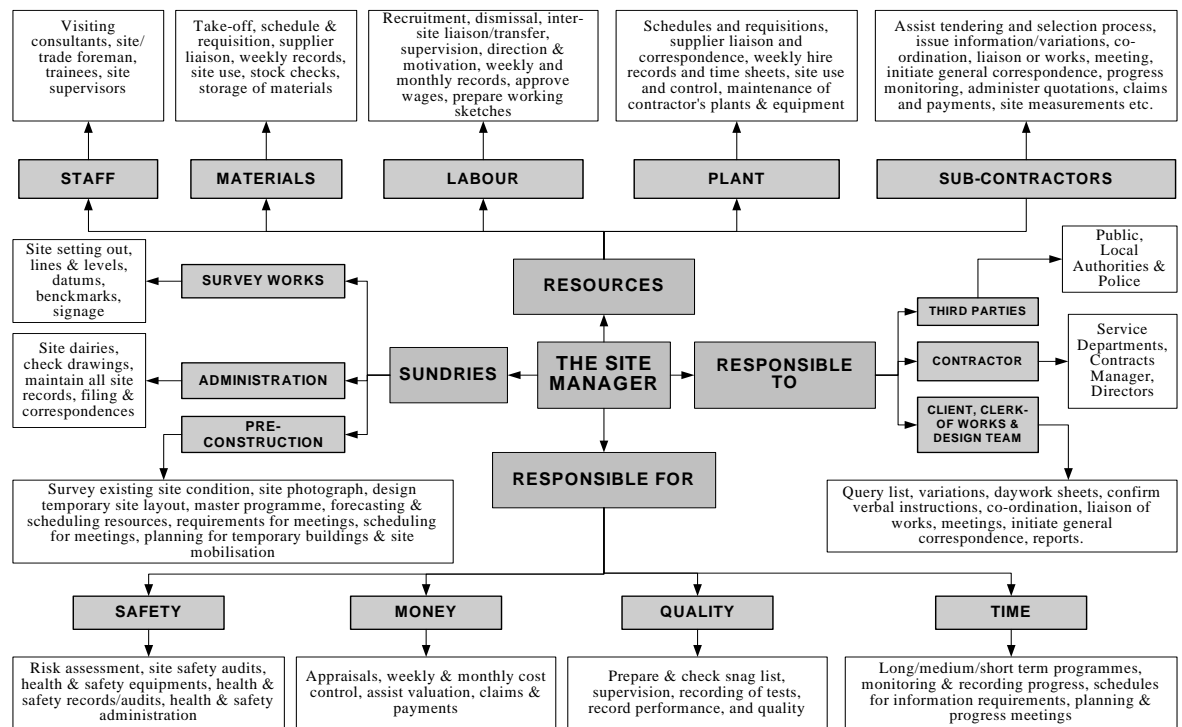 Visiting
consultants, site/
trade foreman,
trainees, site
supervisors
Take-off, schedule
& requisition,
supplier liaison,
weekly records,
site use, stock
checks, storage of
materials
Recruitment, dismissal, inter-
site liaison/transfer,
supervision, direction &
motivation, weekly and
monthly records, approve
wages, prepare working
sketches
Schedules and requisitions,
supplier liaison and
correspondence, weekly hire
records and time sheets, site use
and control, maintenance of
contractor's plants & equipment
Assist tendering and selection process,
issue information/variations, co-
ordination, liaison or works, meeting,
initiate general correspondence, progress
monitoring, administer quotations, claims
and payments, site measurements etc.
STAFF
MATERIALS
LABOUR
PLANT
SUB-CONTRACTORS
Site setting out,
lines & levels,
datums,
benckmarks,
signage
SURVEY WORKS
RESOURCES
Public,
Local
Authorities &
Police
THIRD PARTIES
Site dairies,
check drawings,
maintain all site
records, filing &
correspondences
ADMINISTRATION
SUNDRIES
THE SITE
MANAGER
RESPONSIBLE
TO
CONTRACTOR
Service
Departments,
Contracts
Manager,
Directors
PRE-
CONSTRUCTION
CLIENT, CLERK-
OF WORKS &
DESIGN TEAM
RESPONSIBLE FOR
Survey existing site condition, site photograph, design
temporary site layout, master programme, forecasting &
scheduling resources, requirements for meetings, scheduling
for meetings, planning for temporary buildings & site
mobilisation
Query list, variations, daywork sheets, confirm
verbal instructions, co-ordination, liaison of
works, meetings, initiate general
correspondence, reports.
SAFETY
MONEY
QUALITY
TIME
Risk assessment, site safety audits,
health & safety equipments, health &
safety records/audits, health & safety
administration
Appraisals, weekly & monthly cost
control, assist valuation, claims &
payments
Prepare & check snag list,
supervision, recording of tests,
record performance, and quality
Long/medium/short term programmes,
monitoring & recording progress, schedules
for information requirements, planning &
progress meetings